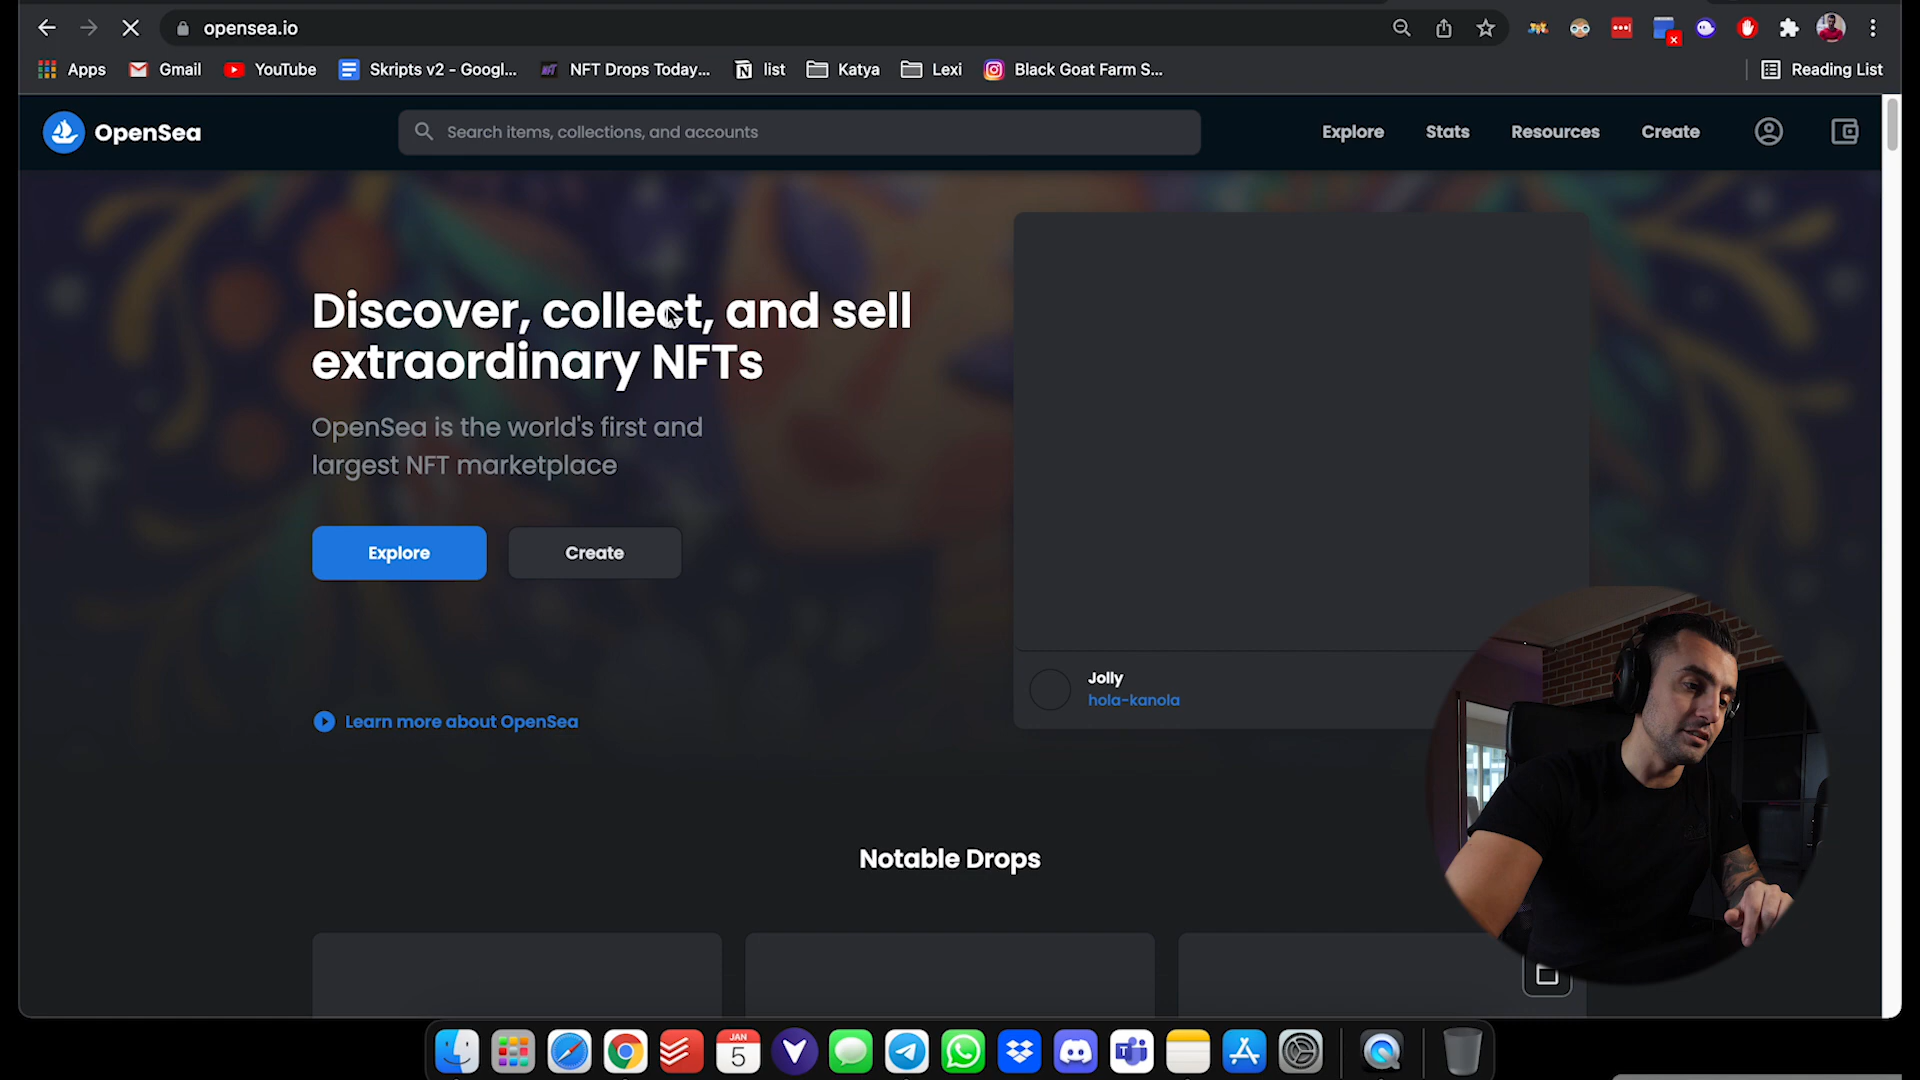 opensea.io
Apps
Gmail
YouTube
Skripts v2 - Googl...
NFT Drops Today...
list
Katya
Lexi
Black Goat Farm S...
Reading List
OpenSea
Search items, collections, and accounts
Explore
Stats
Resources
Create
Discover, collect, and sell
extraordinary NFTs
OpenSea is the world's first and
largest NFT marketplace
Explore
Create
Jolly
hola-kanola
Learn more about OpenSea
Notable Drops
JAN
5